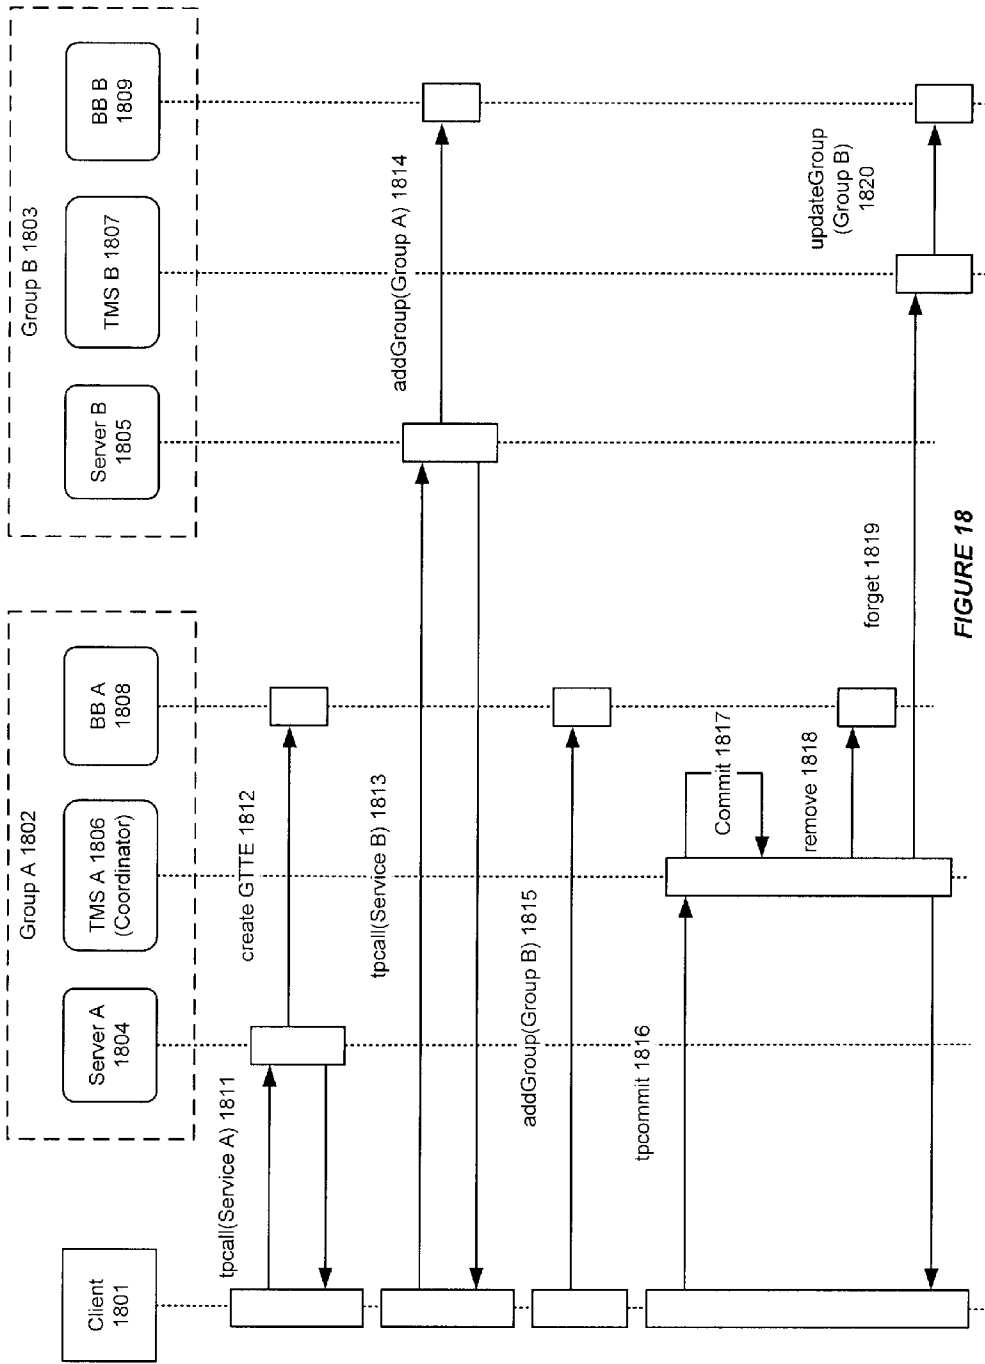 Client
1801
Group A 1802
Server A
1804
TMS A 1806
(Coordinator)
BB A
1808
Group B 1803
Server B
1805
TMS B 1807
BB B
1809
tpcall(Service A) 1811
create GTTE 1812
tpcall(Service B) 1813
addGroup(Group A) 1814
addGroup(Group B) 1815
tpcommit 1816
Commit 1817
remove 1818
forget 1819
updateGroup
(Group B)
1820
FIGURE 18